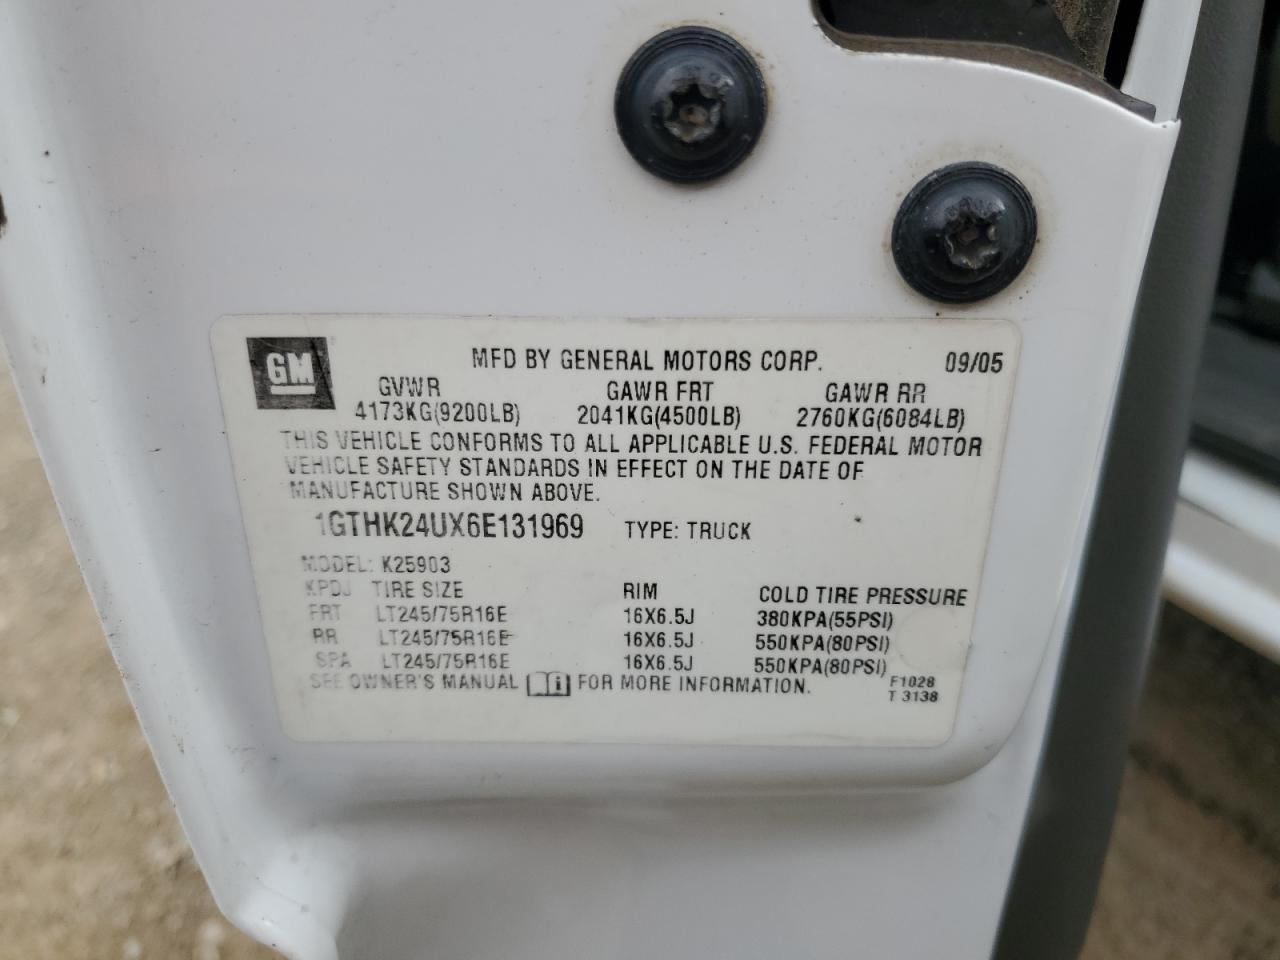 GM MFD BY GENERAL MOTORS CORP. 09/05
GVWR GAWR FRT GAWR RR
4173KG(9200LB) 2041KG(4500LB) 2760KG(6084LB)
THIS VEHICLE CONFORMS TO ALL APPLICABLE U.S. FEDERAL MOTOR
VEHICLE SAFETY STANDARDS IN EFFECT ON THE DATE OF
MANUFACTURE SHOWN ABOVE.
1GTHK24UX6E131969 TYPE: TRUCK
MODEL: K25903
KPDJ TIRE SIZE RIM COLD TIRE PRESSURE
FRT LT245/75R16E 16X6.5J 380KPA(55PSI)
RR LT245/75R16E 16X6.5J 550KPA(80PSI)
SPA LT245/75R16E 16X6.5J 550KPA(80PSI)
SEE OWNER'S MANUAL i FOR MORE INFORMATION. F1028
T 3138